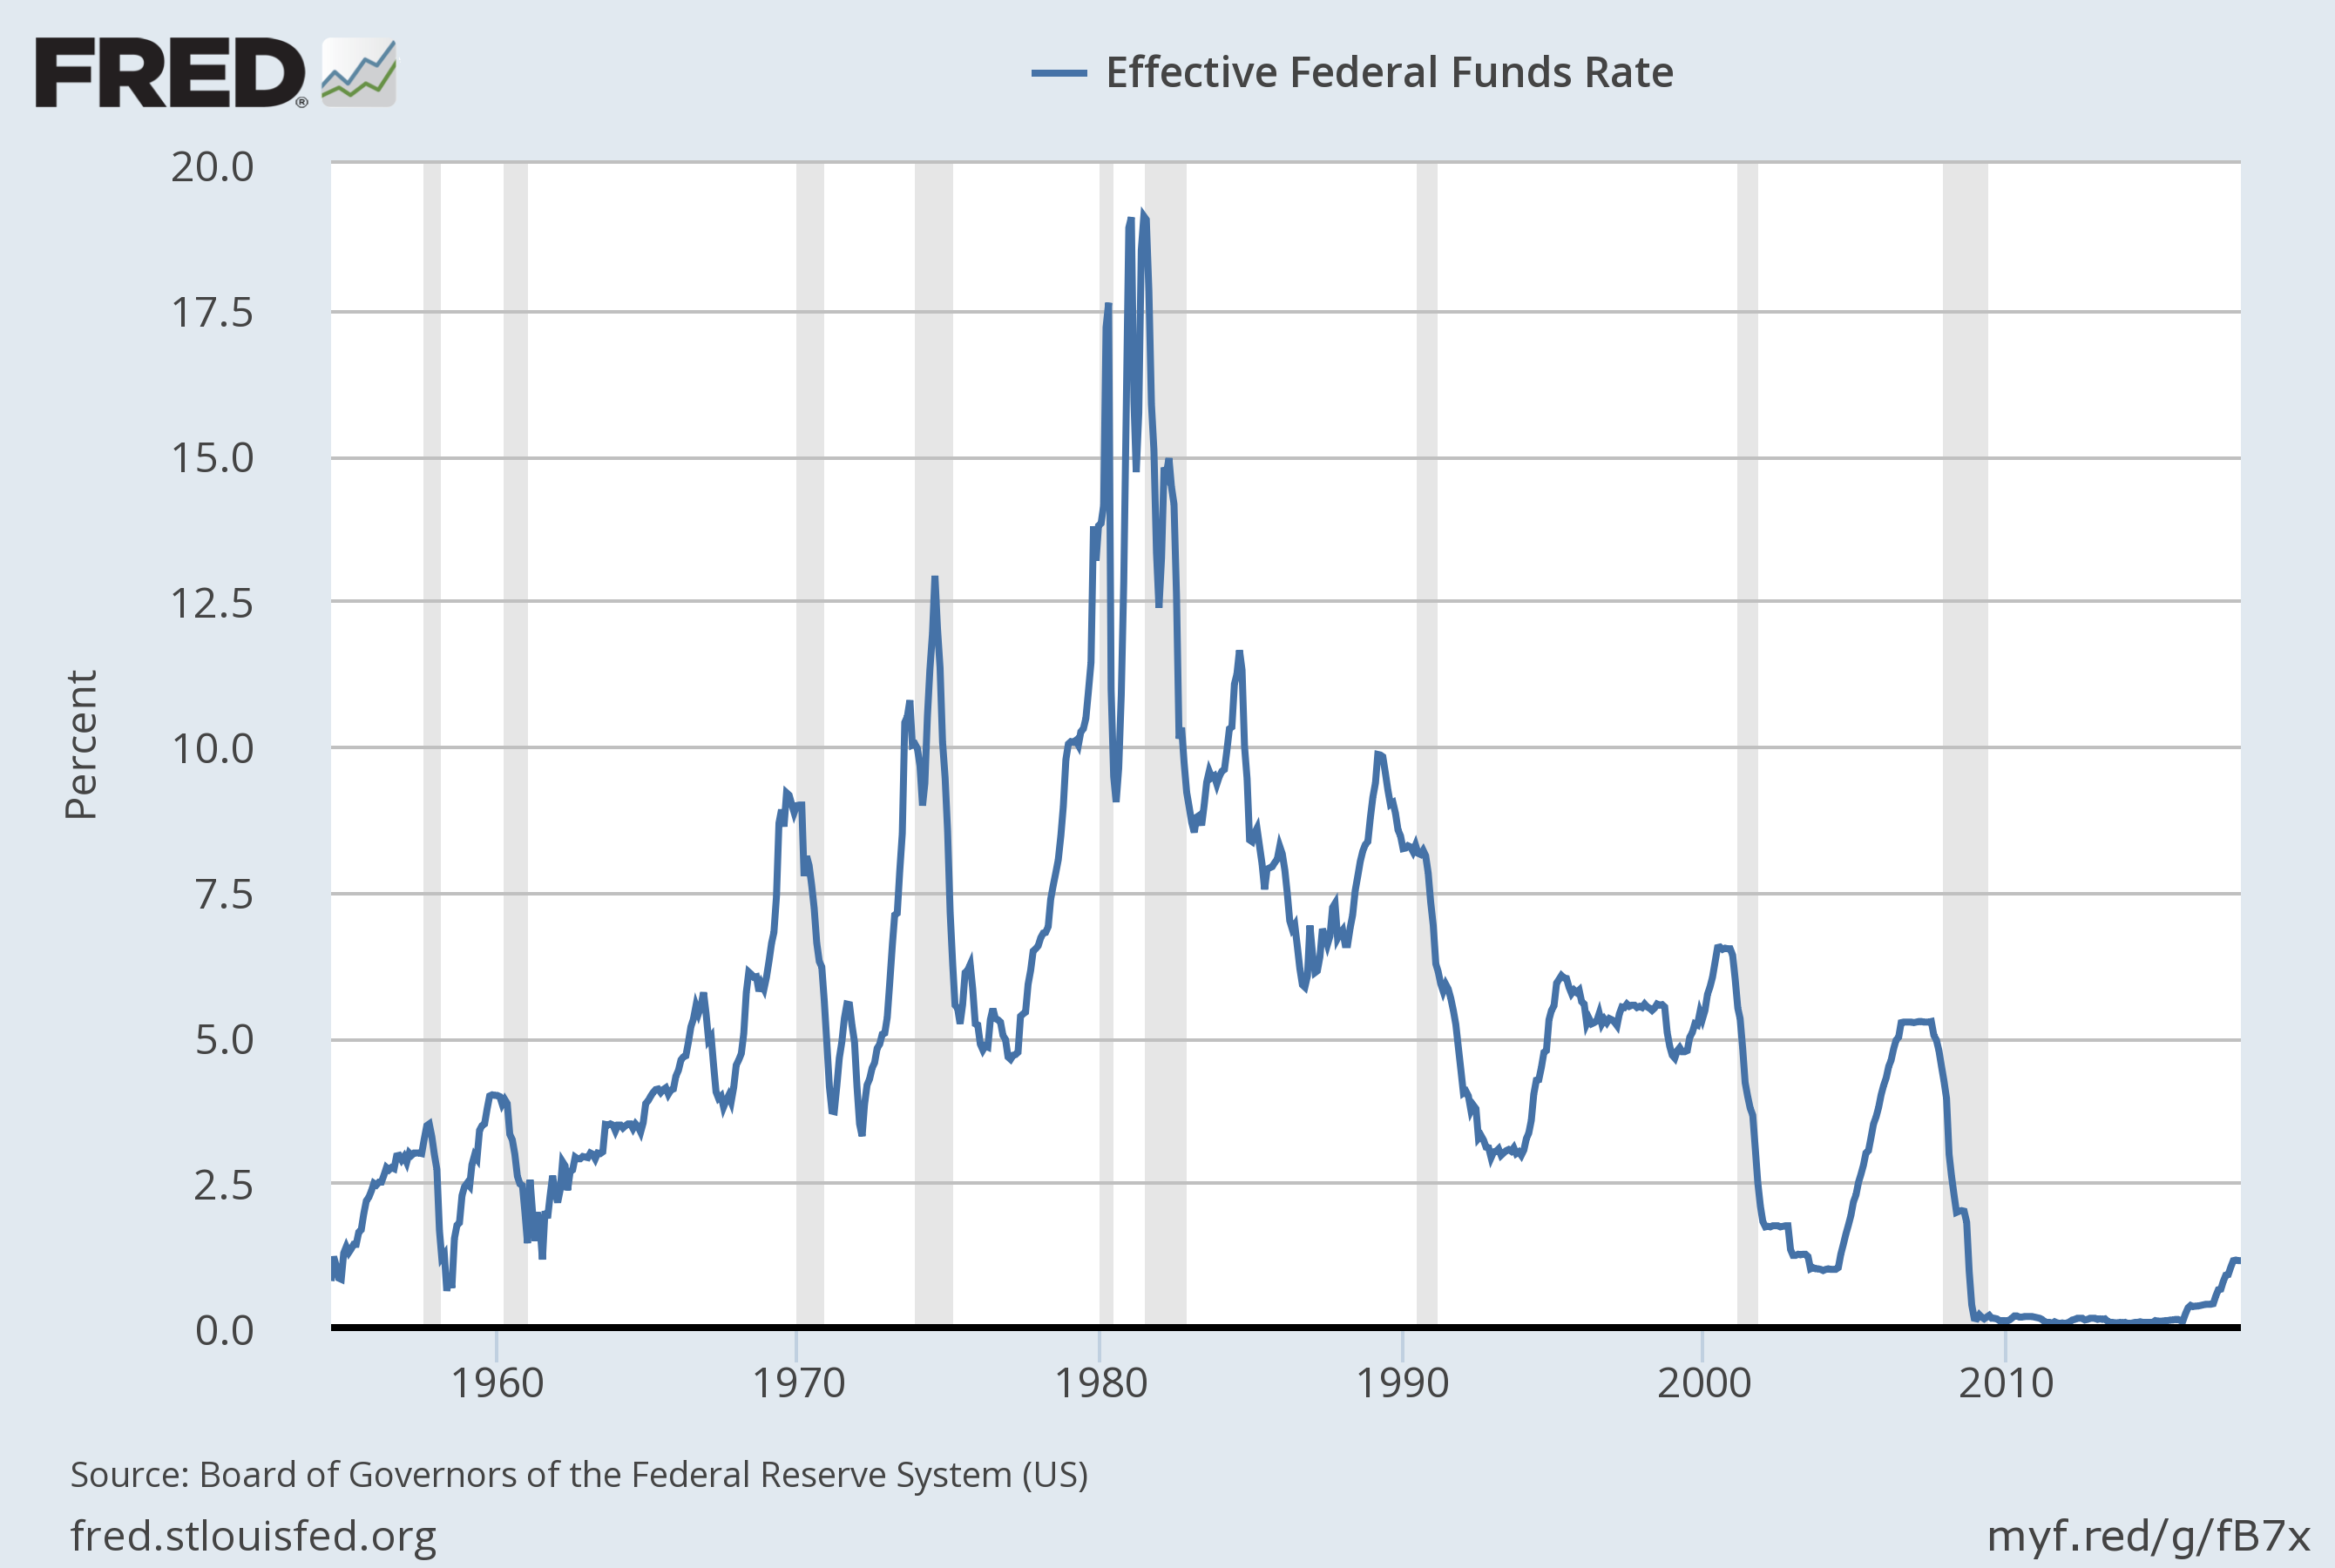 FRED®
Effective Federal Funds Rate
20.0
17.5
15.0
12.5
10.0
7.5
5.0
2.5
0.0
Percent
1960 1970 1980 1990 2000 2010
Source: Board of Governors of the Federal Reserve System (US)
fred.stlouisfed.org
myf.red/g/fB7x